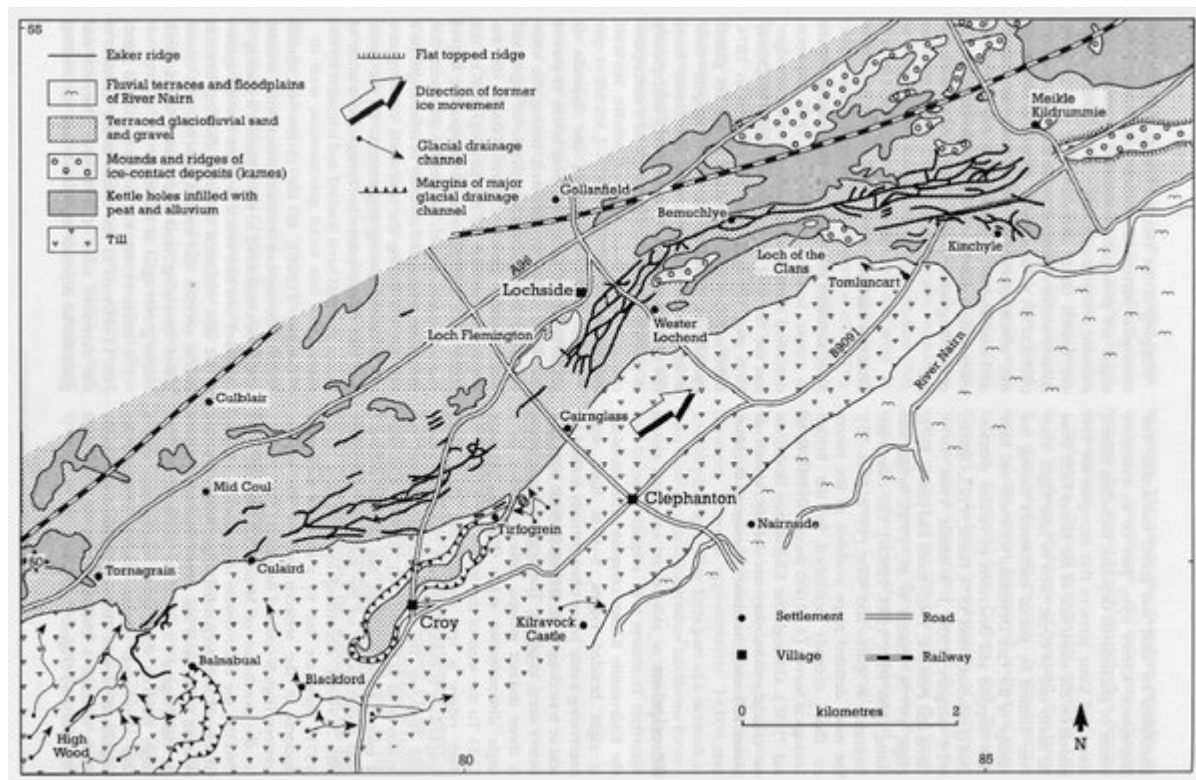 55
Esker ridge
Fluvial terraces and floodplains
of River Nairn
Terraced glaciofluvial sand
and gravel
Mounds and ridges of
ice-contact deposits (kames)
Kettle holes infilled with
peat and alluvium
Till
Flat topped ridge
Direction of former
ice movement
Glacial drainage
channel
Margins of major
glacial drainage
channel
Meikle
Kildrummie
Gollanfield
Bemuchlye
Kinchyle
Loch of the
Clans
A96
Tomluncart
Lochside
Wester
Lochend
Loch Flemington
B9091
River Nairn
Culblair
Cairnglass
Mid Coul
Clephanton
Nairnside
Tirfogrein
50
Tornagrain
Culaird
Croy
Kilravock
Castle
Balnabual
Blackford
High
Wood
Settlement
Road
Village
Railway
0 kilometres 2
N
80
85